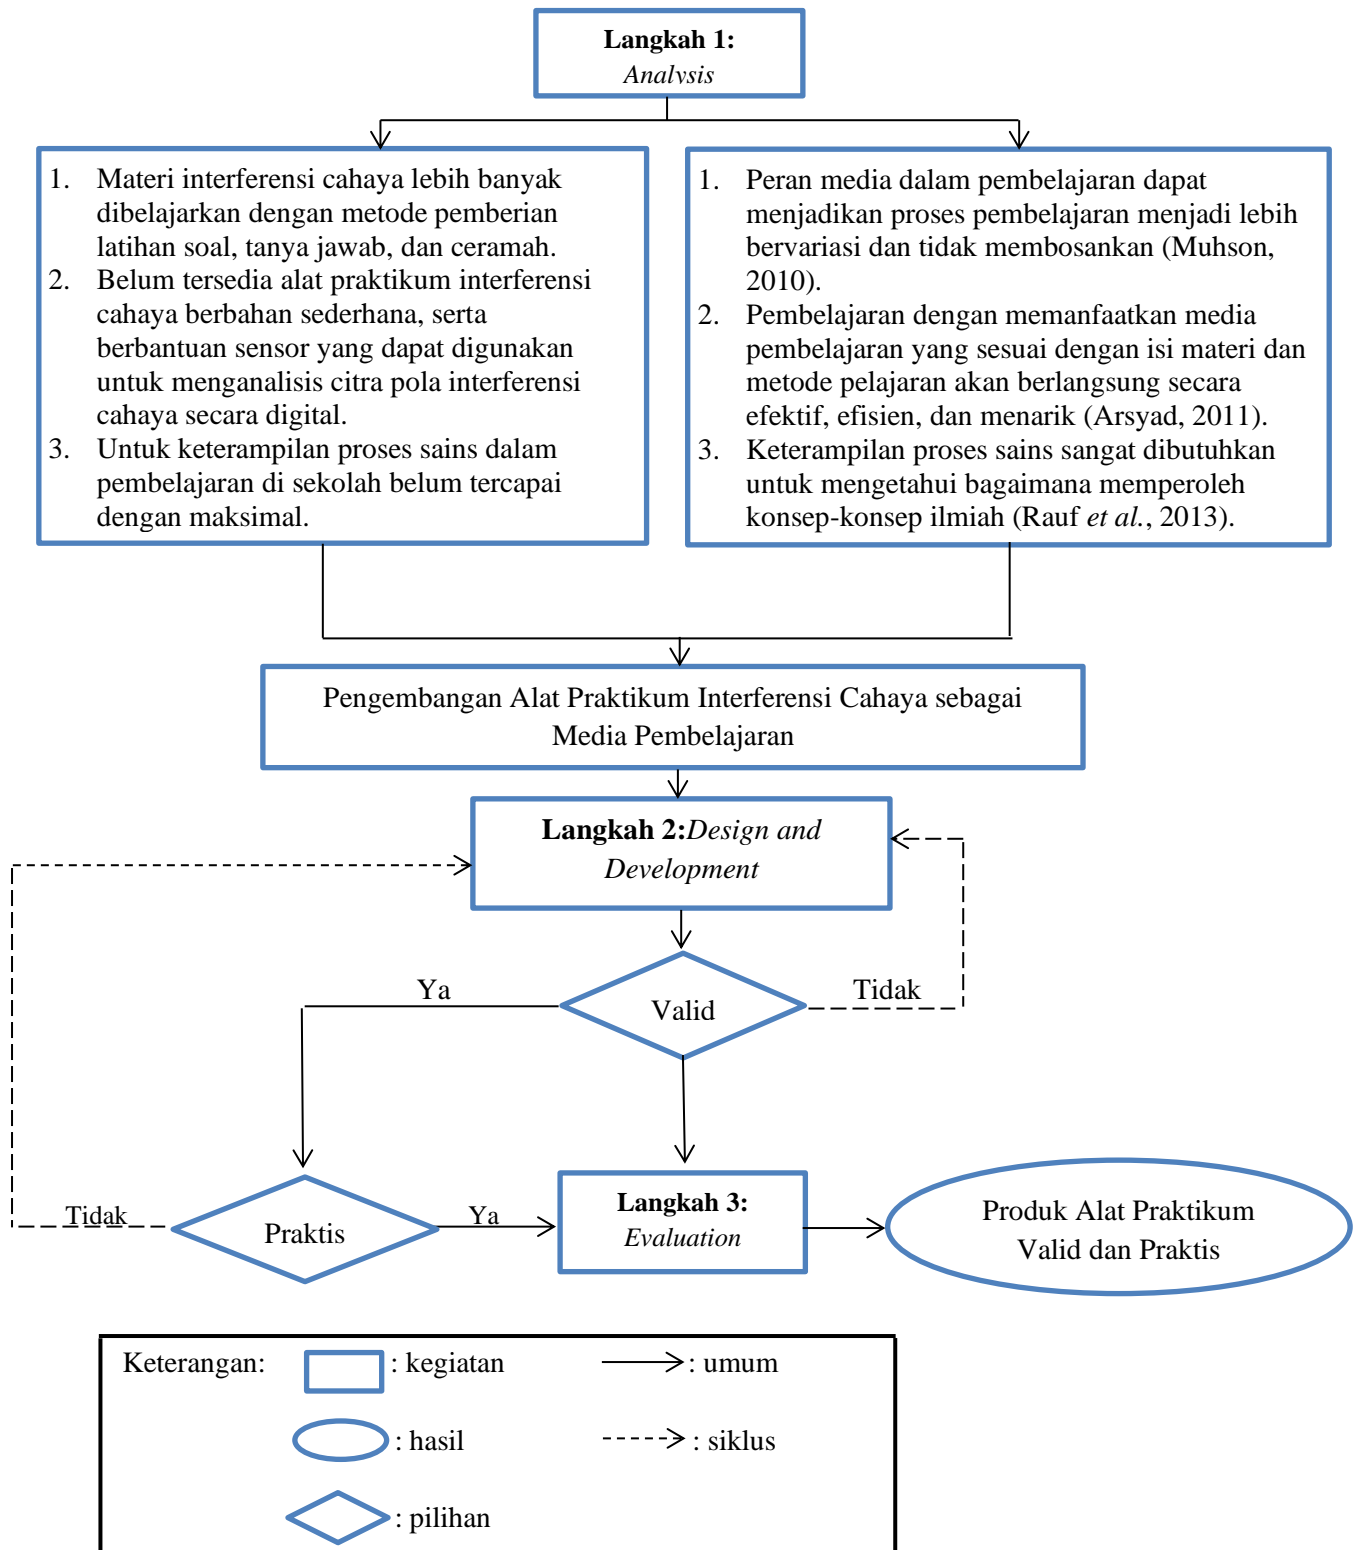 Langkah 1:
Analysis
1. Materi interferensi cahaya lebih banyak
dibelajarkan dengan metode pemberian
latihan soal, tanya jawab, dan ceramah.
2. Belum tersedia alat praktikum interferensi
cahaya berbahan sederhana, serta
berbantuan sensor yang dapat digunakan
untuk menganalisis citra pola interferensi
cahaya secara digital.
3. Untuk keterampilan proses sains dalam
pembelajaran di sekolah belum tercapai
dengan maksimal.
1. Peran media dalam pembelajaran dapat
menjadikan proses pembelajaran menjadi lebih
bervariasi dan tidak membosankan (Muhson,
2010).
2. Pembelajaran dengan memanfaatkan media
pembelajaran yang sesuai dengan isi materi dan
metode pelajaran akan berlangsung secara
efektif, efisien, dan menarik (Arsyad, 2011).
3. Keterampilan proses sains sangat dibutuhkan
untuk mengetahui bagaimana memperoleh
konsep-konsep ilmiah (Rauf et al., 2013).
Pengembangan Alat Praktikum Interferensi Cahaya sebagai
Media Pembelajaran
Langkah 2:Design and
Development
Ya
Valid
Tidak
Tidak
Praktis
Ya
Langkah 3:
Evaluation
Produk Alat Praktikum
Valid dan Praktis
Keterangan: : kegiatan : umum
: hasil : siklus
: pilihan